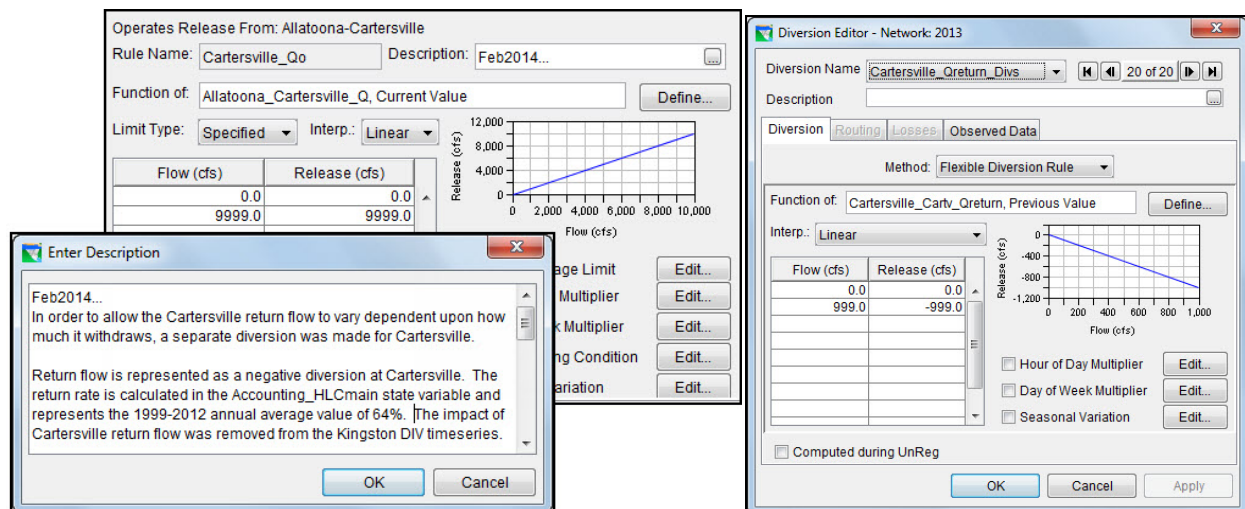 Operates Release From: Allatoona-Cartersville
Rule Name: Cartersville_Qo Description: Feb2014... ...
Function of: Allatoona_Cartersville_Q, Current Value Define...
Limit Type: Specified Interp.: Linear
Flow (cfs) Release (cfs)
0.0 0.0
9999.0 9999.0
Release (cfs)
12,000
8,000
4,000
0
0 2,000 4,000 6,000 8,000 10,000
Flow (cfs)
age Limit Edit...
Multiplier Edit...
Multiplier Edit...
ng Condition Edit...
ariation Edit...
Enter Description
Feb2014...
In order to allow the Cartersville return flow to vary dependent upon how
much it withdraws, a separate diversion was made for Cartersville.
Return flow is represented as a negative diversion at Cartersville. The
return rate is calculated in the Accounting_HLCmain state variable and
represents the 1999-2012 annual average value of 64%. The impact of
Cartersville return flow was removed from the Kingston DIV timeseries.
OK Cancel
Diversion Editor - Network: 2013
Diversion Name Cartersville_Qreturn_Divs 20 of 20
Description ...
Diversion Routing Losses Observed Data
Method: Flexible Diversion Rule
Function of: Cartersville_Cartv_Qreturn, Previous Value Define...
Interp.: Linear
Flow (cfs) Release (cfs)
0.0 0.0
999.0 -999.0
Release (cfs)
0
-400
-800
-1,200
0 200 400 600 800 1,000
Flow (cfs)
Hour of Day Multiplier Edit...
Day of Week Multiplier Edit...
Seasonal Variation Edit...
Computed during UnReg
OK Cancel Apply